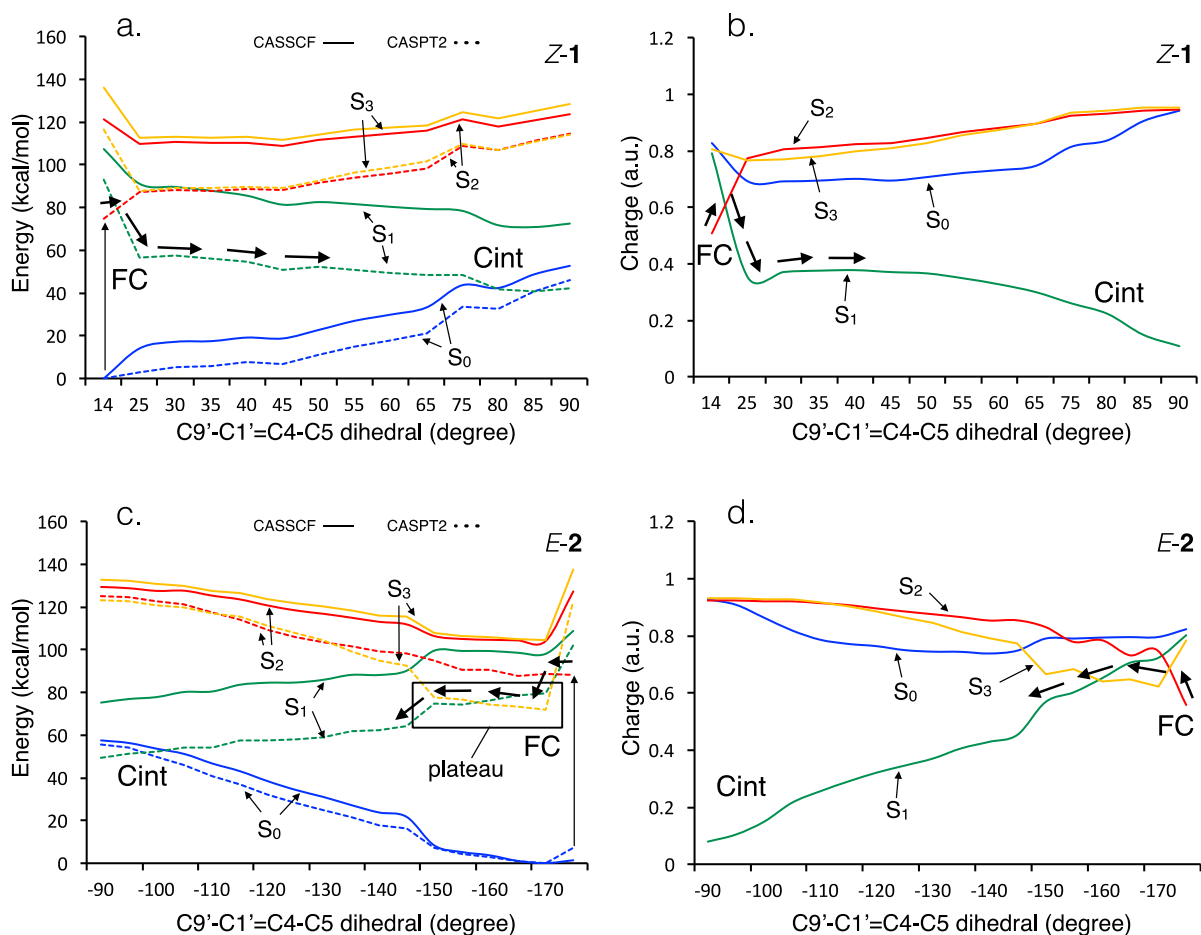 a.
CASSCF
CASPT2
Z-1
Energy (kcal/mol)
160
140
120
100
80
60
40
20
0
S3
S2
S1
S0
FC
Cint
14 25 30 35 40 45 50 55 60 65 75 80 85 90
C9'-C1'=C4-C5 dihedral (degree)
b.
Z-1
Charge (a.u.)
1.2
1
0.8
0.6
0.4
0.2
0
S2
S3
S0
S1
FC
Cint
14 25 30 35 40 45 50 55 60 65 75 80 85 90
C9'-C1'=C4-C5 dihedral (degree)
c.
CASSCF
CASPT2
E-2
Energy (kcal/mol)
160
140
120
100
80
60
40
20
0
S3
S2
S1
S0
FC
plateau
Cint
-90 -100 -110 -120 -130 -140 -150 -160 -170
C9'-C1'=C4-C5 dihedral (degree)
d.
E-2
Charge (a.u.)
1.2
1
0.8
0.6
0.4
0.2
0
S2
S0
S3
S1
FC
Cint
-90 -100 -110 -120 -130 -140 -150 -160 -170
C9'-C1'=C4-C5 dihedral (degree)